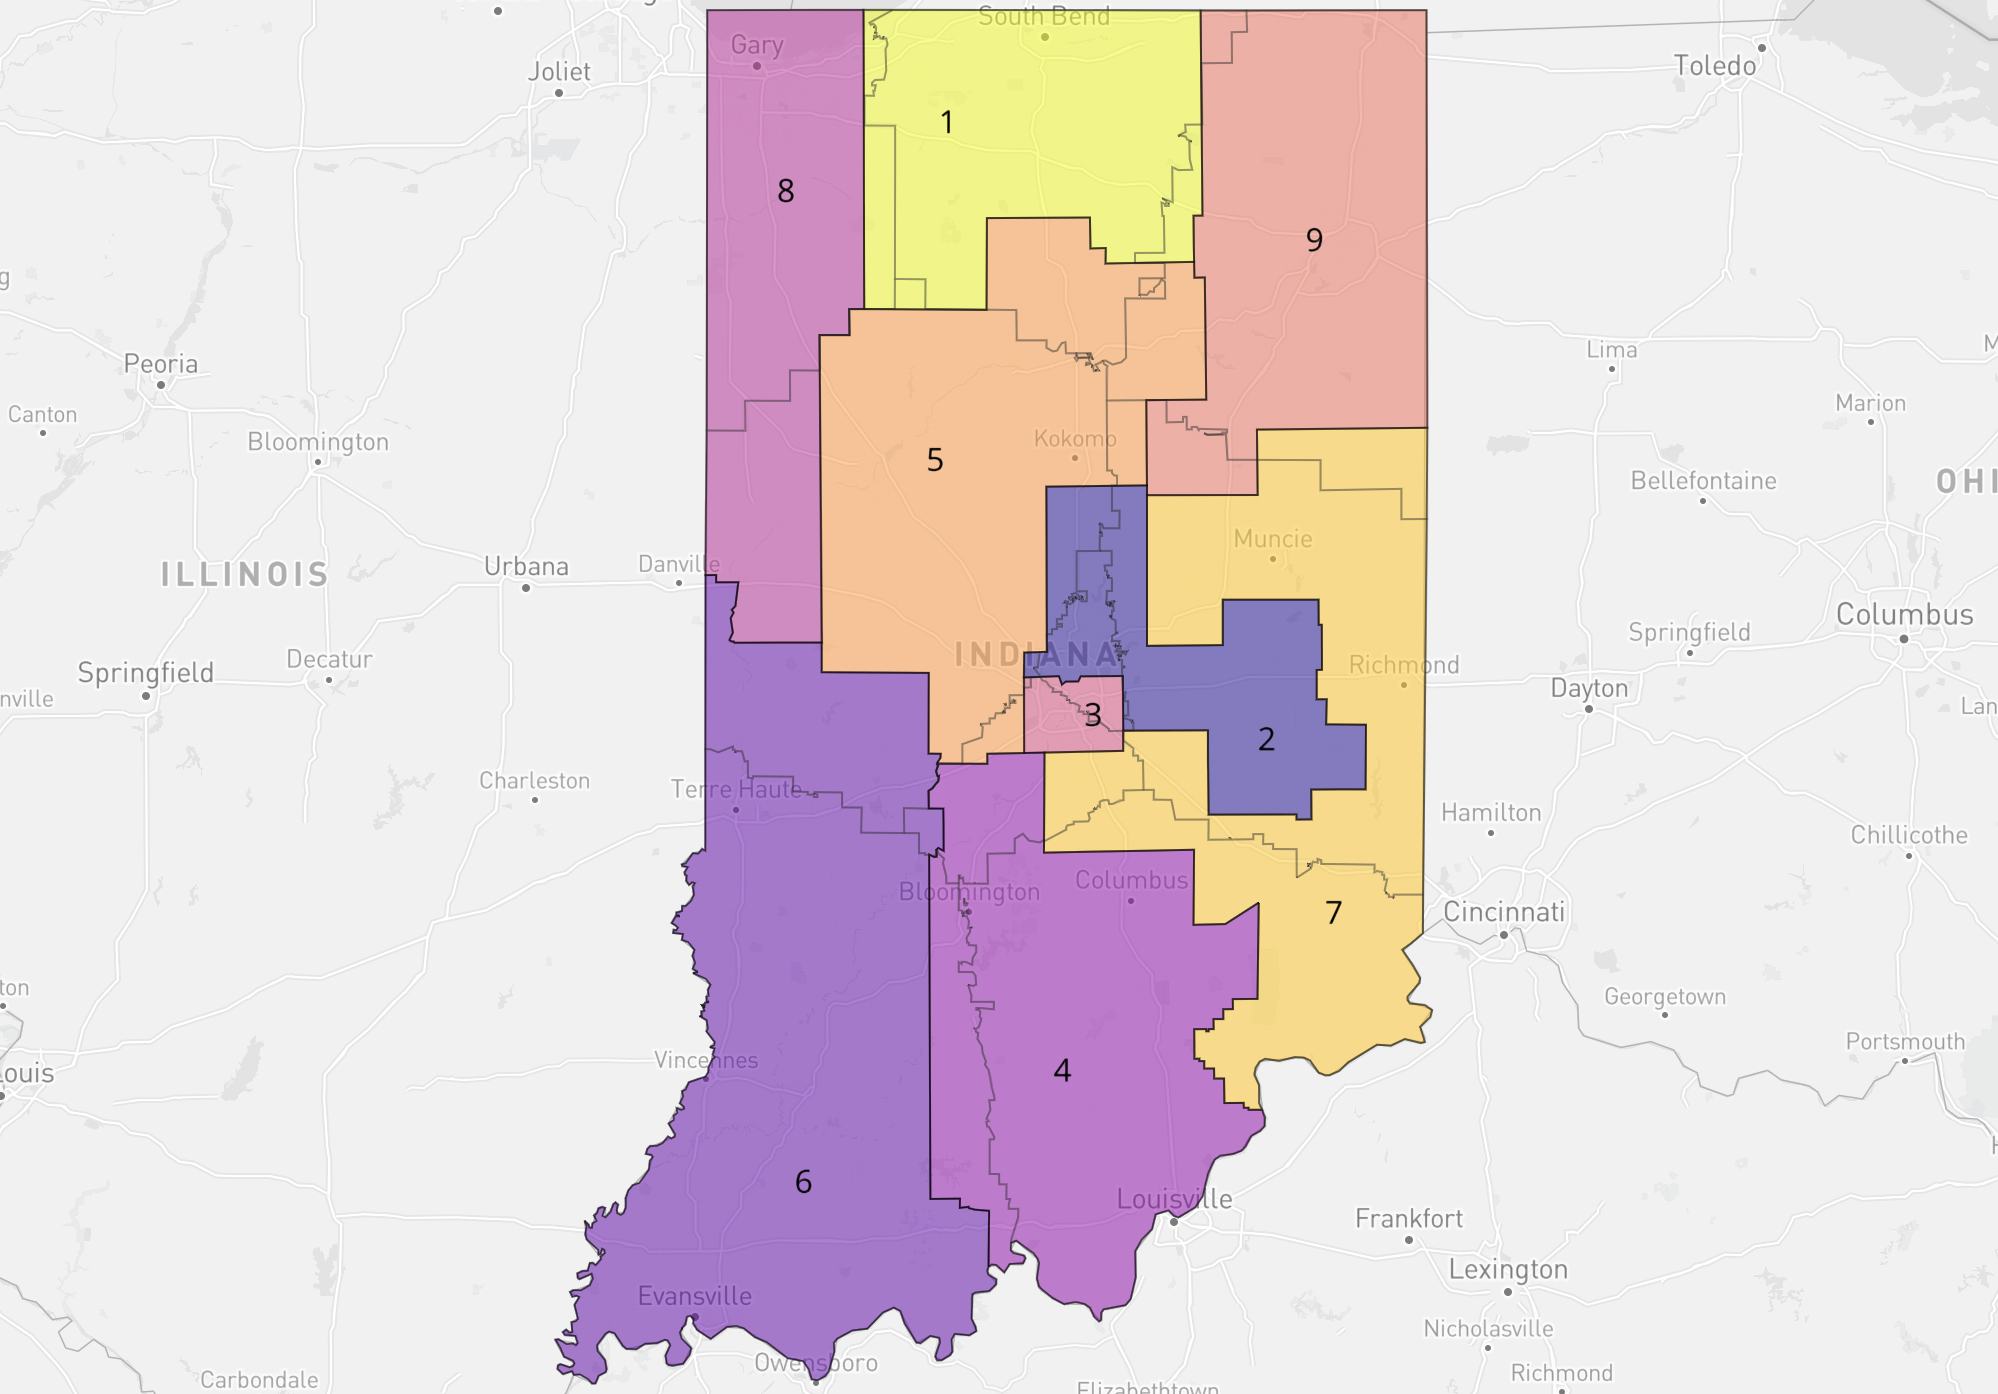 South Bend
Gary
Joliet
Toledo
1
8
9
g
Peoria
Lima
Canton
Marion
Bloomington
Kokomo
5
Bellefontaine
OHI
Muncie
ILLINOIS
Urbana
Danville
Columbus
Springfield
Decatur
INDIANA
Richmond
Springfield
Dayton
nville
3
2
Lan
Charleston
Terre Haute
Hamilton
Chillicothe
Bloomington
Columbus
7
Cincinnati
ton
Georgetown
Vincennes
4
Portsmouth
Louis
6
Louisville
Frankfort
Evansville
Lexington
Nicholasville
Owensboro
Carbondale
Elizabethtown
Richmond